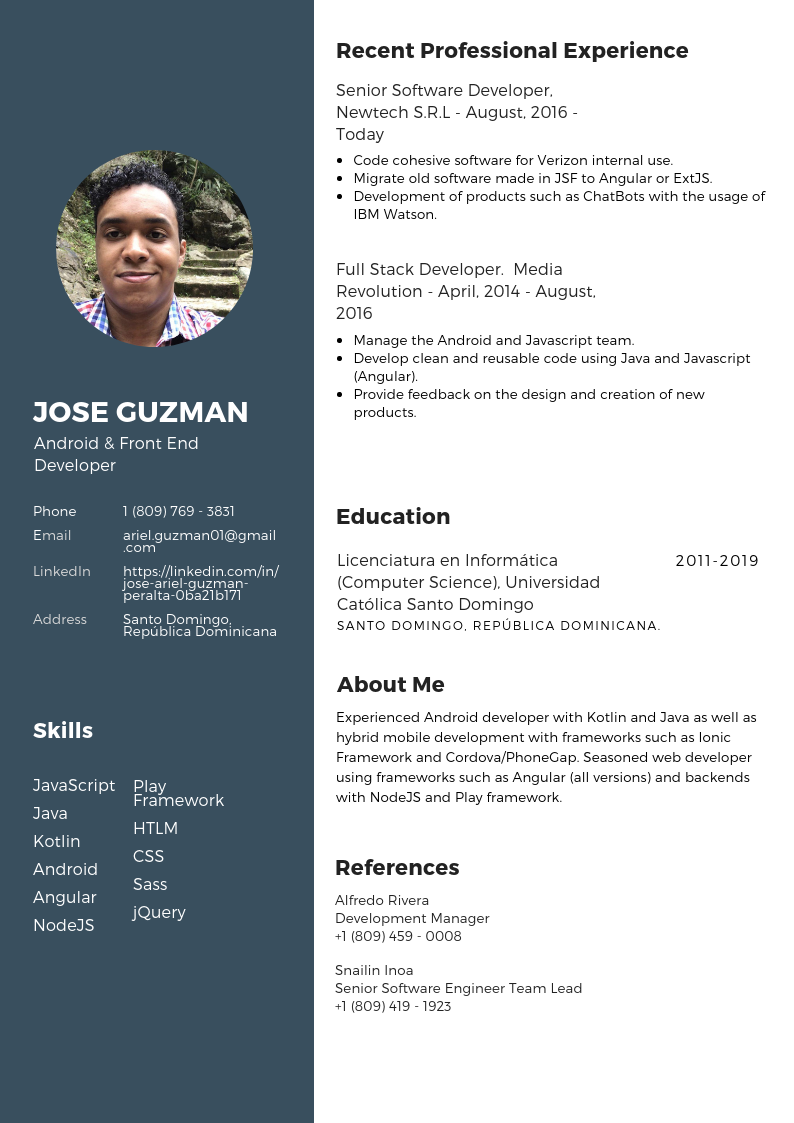 JOSE GUZMAN
Android & Front End
Developer
Phone 1 (809) 769 - 3831
Email ariel.guzman01@gmail
.com
LinkedIn https://linkedin.com/in/
jose-ariel-guzman-
peralta-0ba21b171
Address Santo Domingo,
República Dominicana
Skills
JavaScript
Java
Kotlin
Android
Angular
NodeJS
Play
Framework
HTLM
CSS
Sass
jQuery
Recent Professional Experience
Senior Software Developer,
Newtech S.R.L - August, 2016 -
Today
• Code cohesive software for Verizon internal use.
• Migrate old software made in JSF to Angular or ExtJS.
• Development of products such as ChatBots with the usage of
IBM Watson.
Full Stack Developer. Media
Revolution - April, 2014 - August,
2016
• Manage the Android and Javascript team.
• Develop clean and reusable code using Java and Javascript
(Angular).
• Provide feedback on the design and creation of new
products.
Education
Licenciatura en Informática 2011-2019
(Computer Science), Universidad
Católica Santo Domingo
SANTO DOMINGO, REPÚBLICA DOMINICANA.
About Me
Experienced Android developer with Kotlin and Java as well as
hybrid mobile development with frameworks such as Ionic
Framework and Cordova/PhoneGap. Seasoned web developer
using frameworks such as Angular (all versions) and backends
with NodeJS and Play framework.
References
Alfredo Rivera
Development Manager
+1 (809) 459 - 0008
Snailin Inoa
Senior Software Engineer Team Lead
+1 (809) 419 - 1923